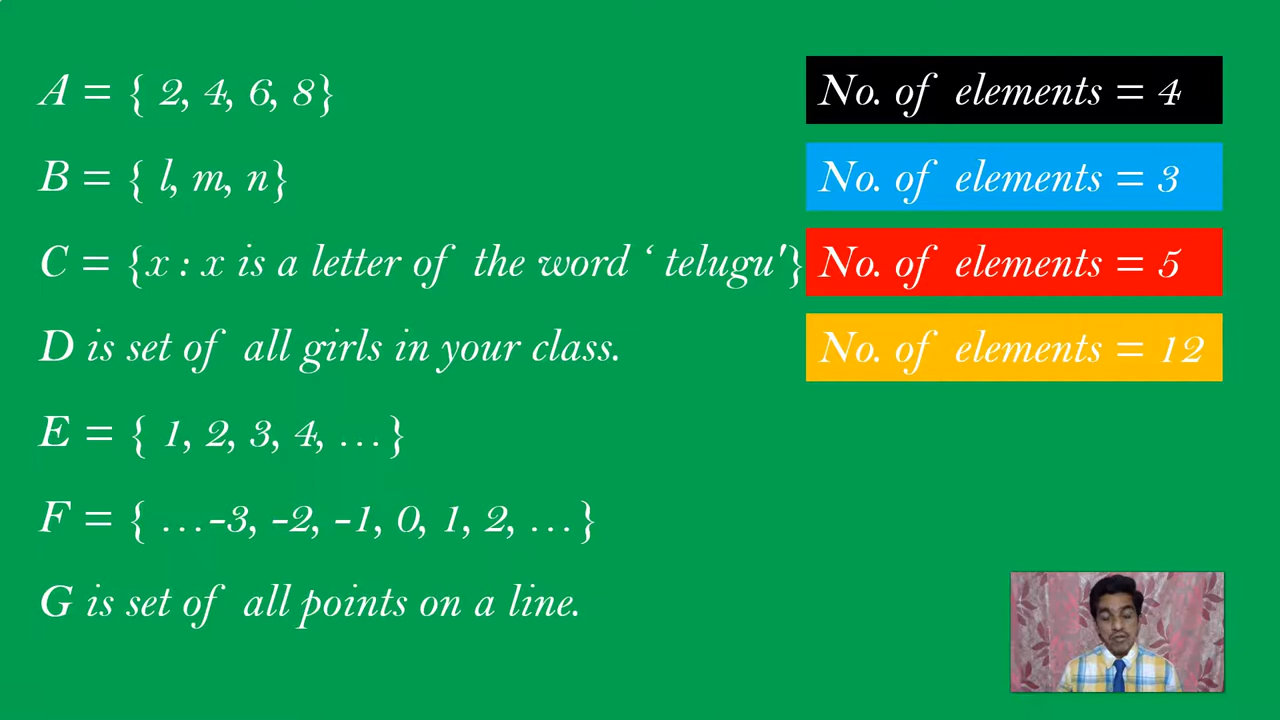 A = { 2, 4, 6, 8} No. of elements = 4
B = { l, m, n} No. of elements = 3
C = {x : x is a letter of the word ‘ telugu'} No. of elements = 5
D is set of all girls in your class. No. of elements = 12
E = { 1, 2, 3, 4, …}
F = { …-3, -2, -1, 0, 1, 2, …}
G is set of all points on a line.